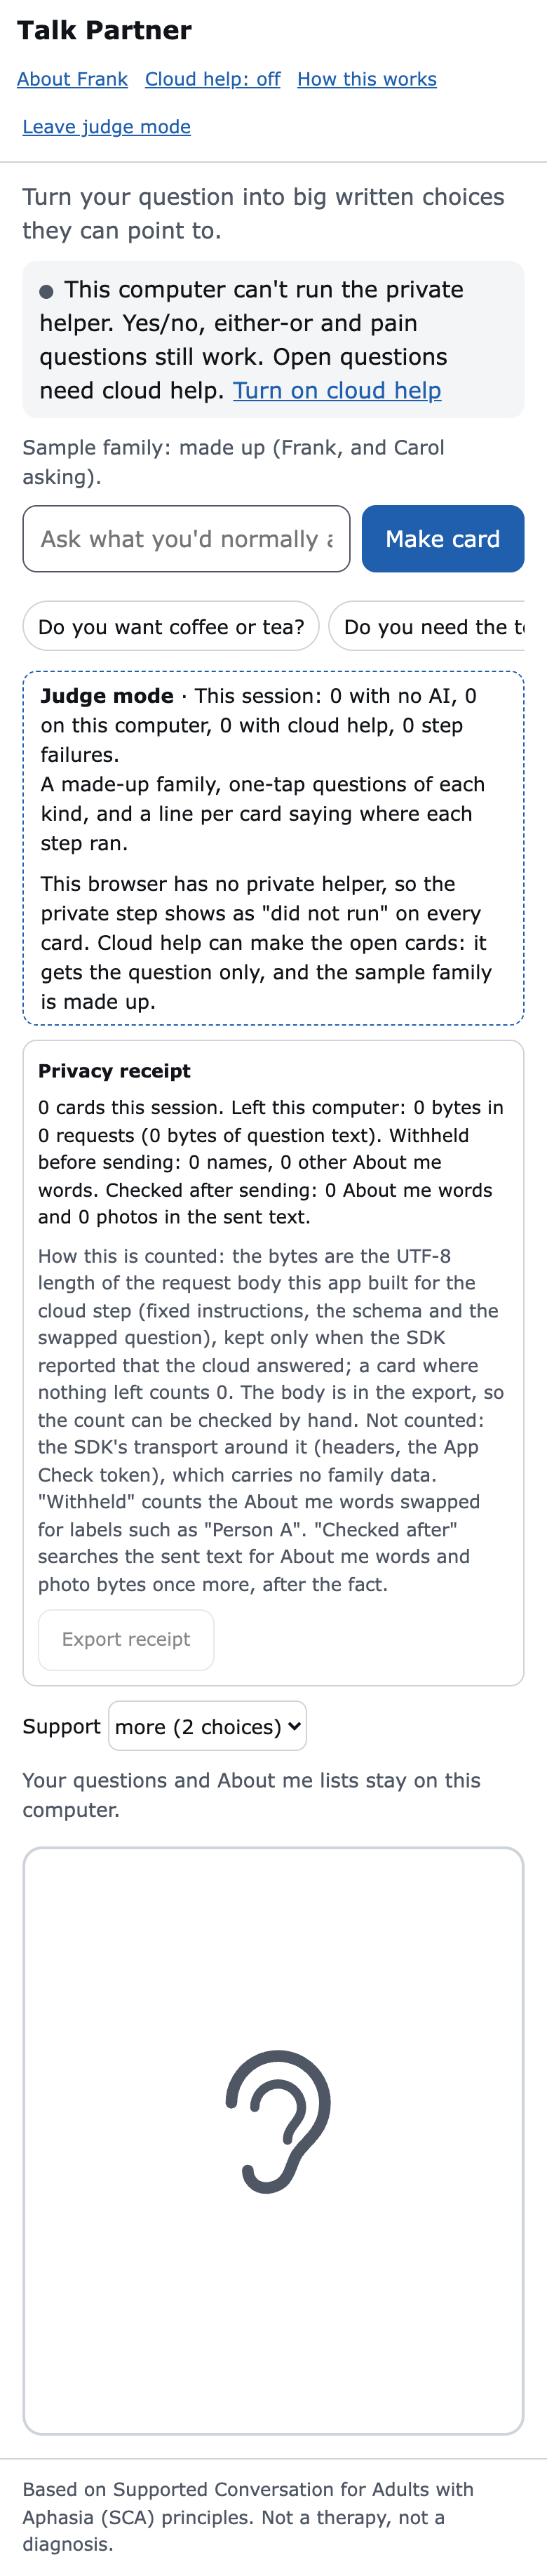 Talk Partner
About Frank Cloud help: off How this works
Leave judge mode
Turn your question into big written choices
they can point to.
This computer can't run the private
helper. Yes/no, either-or and pain
questions still work. Open questions
need cloud help. Turn on cloud help
Sample family: made up (Frank, and Carol
asking).
Ask what you'd normally Make card
Do you want coffee or tea? Do you need the
Judge mode · This session: 0 with no AI, 0
on this computer, 0 with cloud help, 0 step
failures.
A made-up family, one-tap questions of each
kind, and a line per card saying where each
step ran.
This browser has no private helper, so the
private step shows as "did not run" on every
card. Cloud help can make the open cards: it
gets the question only, and the sample family
is made up.
Privacy receipt
0 cards this session. Left this computer: 0 bytes in
0 requests (0 bytes of question text). Withheld
before sending: 0 names, 0 other About me
words. Checked after sending: 0 About me words
and 0 photos in the sent text.
How this is counted: the bytes are the UTF-8
length of the request body this app built for the
cloud step (fixed instructions, the schema and the
swapped question), kept only when the SDK
reported that the cloud answered; a card where
nothing left counts 0. The body is in the export, so
the count can be checked by hand. Not counted:
the SDK's transport around it (headers, the App
Check token), which carries no family data.
"Withheld" counts the About me words swapped
for labels such as "Person A". "Checked after"
searches the sent text for About me words and
photo bytes once more, after the fact.
Export receipt
Support more (2 choices)
Your questions and About me lists stay on this
computer.
Based on Supported Conversation for Adults with
Aphasia (SCA) principles. Not a therapy, not a
diagnosis.